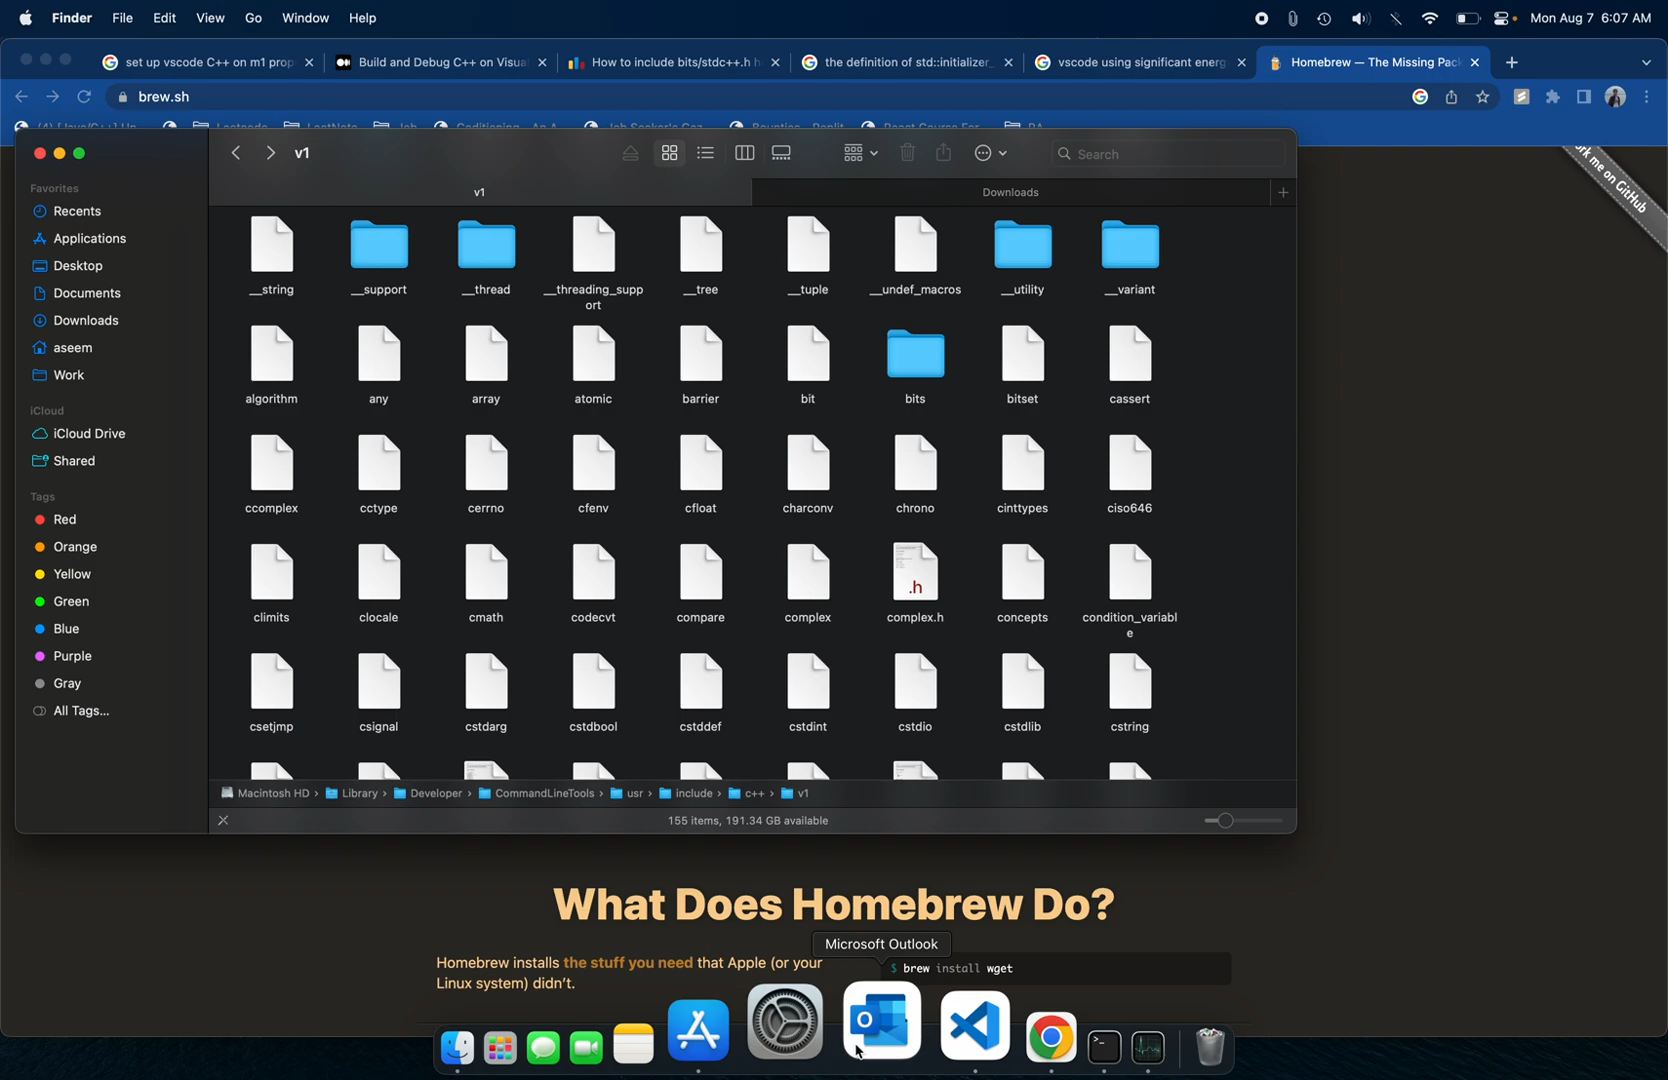 Finder File Edit View Go Window Help
Mon Aug 7 6:07 AM
set up vscode C++ on m1 prop
Build and Debug C++ on Visua
How to include bits/stdc++.h
the definition of std::initializer_
vscode using significant energ
Homebrew — The Missing Pac
brew.sh
rk me on GitHub
v1
Search
v1
Downloads
Favorites
Recents
Applications
Desktop
Documents
Downloads
aseem
Work
iCloud
iCloud Drive
Shared
Tags
Red
Orange
Yellow
Green
Blue
Purple
Gray
All Tags...
__string __support __thread __threading_supp
ort __tree __tuple __undef_macros __utility __variant
algorithm any array atomic barrier bit bits bitset cassert
ccomplex cctype cerrno cfenv cfloat charconv chrono cinttypes ciso646
.h
climits clocale cmath codecvt compare complex complex.h concepts condition_variabl
e
csetjmp csignal cstdarg cstdbool cstddef cstdint cstdio cstdlib cstring
Macintosh HD › Library › Developer › CommandLineTools › usr › include › c++ › v1
155 items, 191.34 GB available
What Does Homebrew Do?
Microsoft Outlook
Homebrew installs the stuff you need that Apple (or your
Linux system) didn't.
$ brew install wget